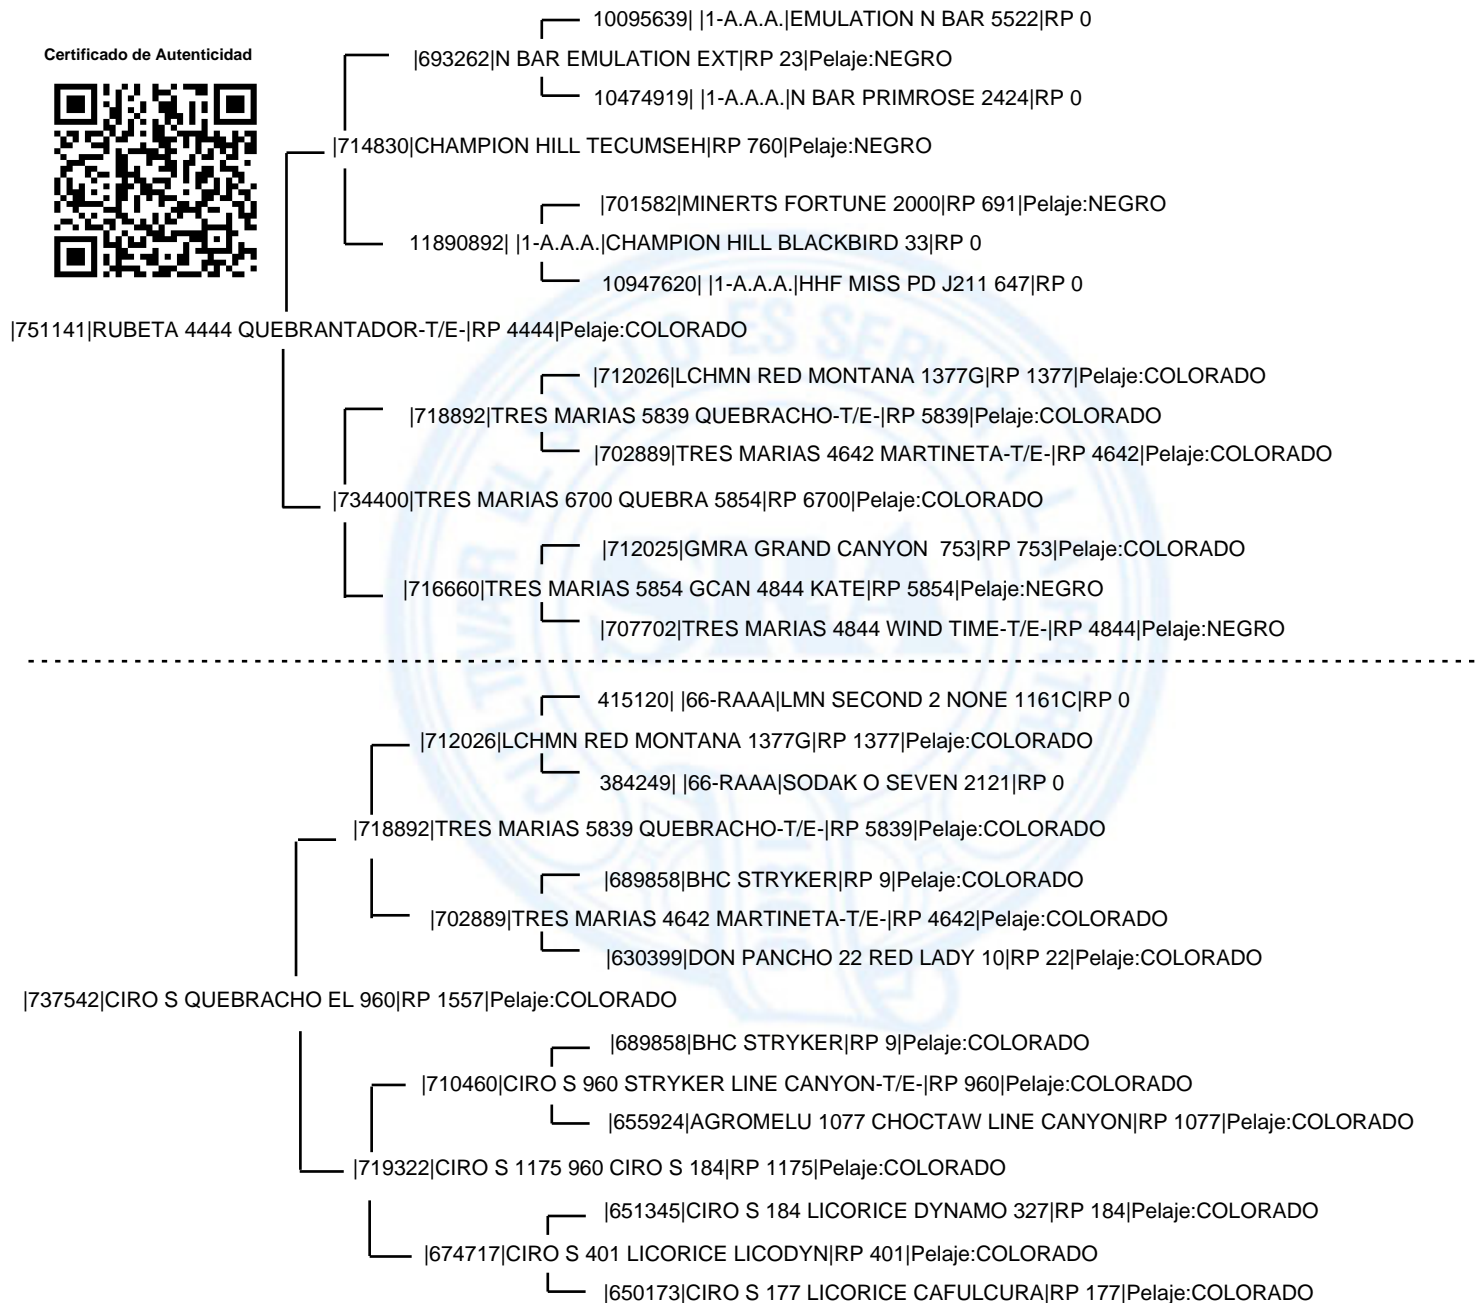 10095639| |1-A.A.A.|EMULATION N BAR 5522|RP 0
Certificado de Autenticidad
|693262|N BAR EMULATION EXT|RP 23|Pelaje:NEGRO
10474919| |1-A.A.A.|N BAR PRIMROSE 2424|RP 0
|714830|CHAMPION HILL TECUMSEH|RP 760|Pelaje:NEGRO
|701582|MINERTS FORTUNE 2000|RP 691|Pelaje:NEGRO
11890892| |1-A.A.A.|CHAMPION HILL BLACKBIRD 33|RP 0
10947620| |1-A.A.A.|HHF MISS PD J211 647|RP 0
|751141|RUBETA 4444 QUEBRANTADOR-T/E-|RP 4444|Pelaje:COLORADO
|712026|LCHMN RED MONTANA 1377G|RP 1377|Pelaje:COLORADO
|718892|TRES MARIAS 5839 QUEBRACHO-T/E-|RP 5839|Pelaje:COLORADO
|702889|TRES MARIAS 4642 MARTINETA-T/E-|RP 4642|Pelaje:COLORADO
|734400|TRES MARIAS 6700 QUEBRA 5854|RP 6700|Pelaje:COLORADO
|712025|GMRA GRAND CANYON  753|RP 753|Pelaje:COLORADO
|716660|TRES MARIAS 5854 GCAN 4844 KATE|RP 5854|Pelaje:NEGRO
|707702|TRES MARIAS 4844 WIND TIME-T/E-|RP 4844|Pelaje:NEGRO
415120| |66-RAAA|LMN SECOND 2 NONE 1161C|RP 0
|712026|LCHMN RED MONTANA 1377G|RP 1377|Pelaje:COLORADO
384249| |66-RAAA|SODAK O SEVEN 2121|RP 0
|718892|TRES MARIAS 5839 QUEBRACHO-T/E-|RP 5839|Pelaje:COLORADO
|689858|BHC STRYKER|RP 9|Pelaje:COLORADO
|702889|TRES MARIAS 4642 MARTINETA-T/E-|RP 4642|Pelaje:COLORADO
|630399|DON PANCHO 22 RED LADY 10|RP 22|Pelaje:COLORADO
|737542|CIRO S QUEBRACHO EL 960|RP 1557|Pelaje:COLORADO
|689858|BHC STRYKER|RP 9|Pelaje:COLORADO
|710460|CIRO S 960 STRYKER LINE CANYON-T/E-|RP 960|Pelaje:COLORADO
|655924|AGROMELU 1077 CHOCTAW LINE CANYON|RP 1077|Pelaje:COLORADO
|719322|CIRO S 1175 960 CIRO S 184|RP 1175|Pelaje:COLORADO
|651345|CIRO S 184 LICORICE DYNAMO 327|RP 184|Pelaje:COLORADO
|674717|CIRO S 401 LICORICE LICODYN|RP 401|Pelaje:COLORADO
|650173|CIRO S 177 LICORICE CAFULCURA|RP 177|Pelaje:COLORADO
CULTIVAR EL SUELO ES SERVIR A LA PATRIA
SRA
1866